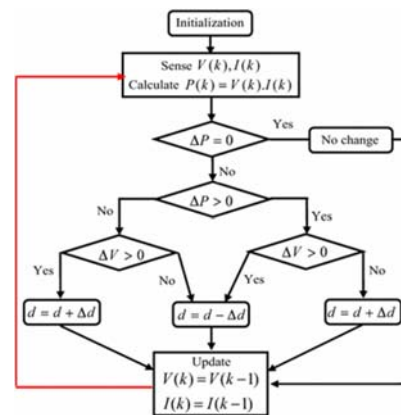 Initialization
Sense V(k),I(k)
Calculate P(k)=V(k).I(k)
ΔP=0
Yes
No change
No
ΔP>0
No
Yes
ΔV>0
ΔV>0
Yes
No
Yes
No
d=d+Δd
d=d-Δd
d=d+Δd
Update
V(k)=V(k-1)
I(k)=I(k-1)